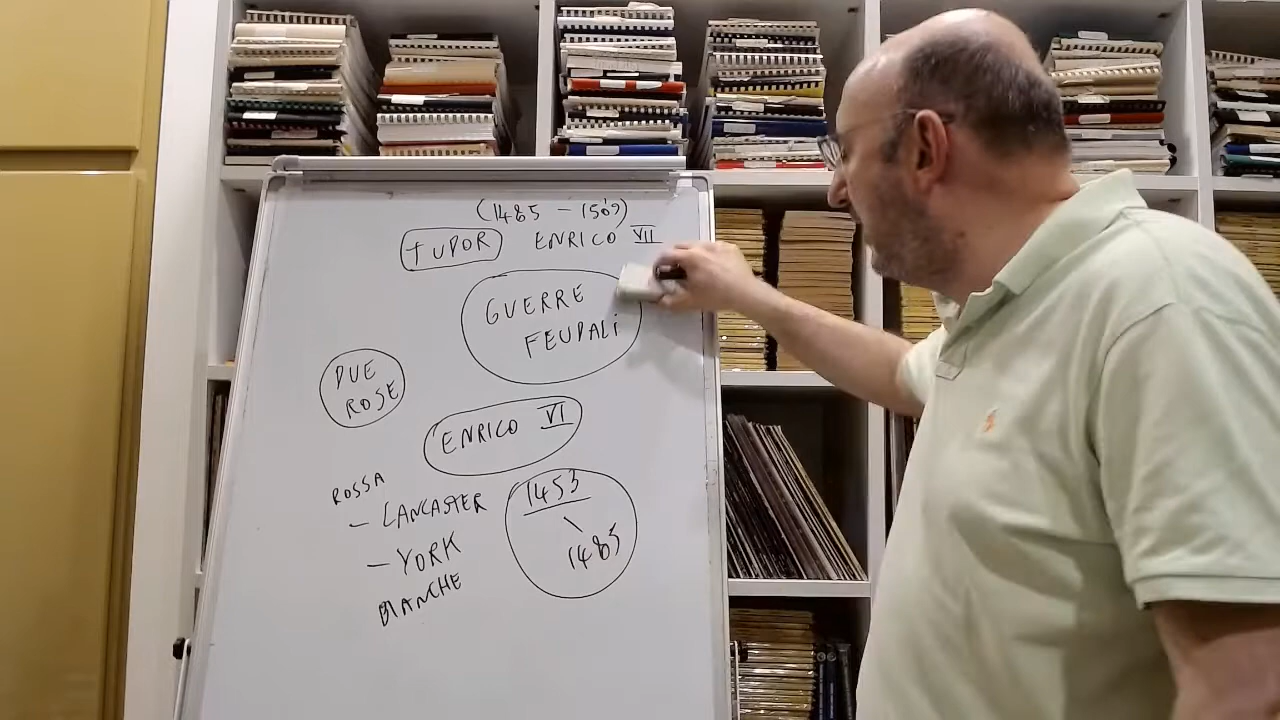 (1485 - 1509)
TUDOR ENRICO VII
GUERRE
FEUDALI
DUE
ROSE
ENRICO VI
1453
1485
ROSSA
- LANCASTER
- YORK
BIANCHE